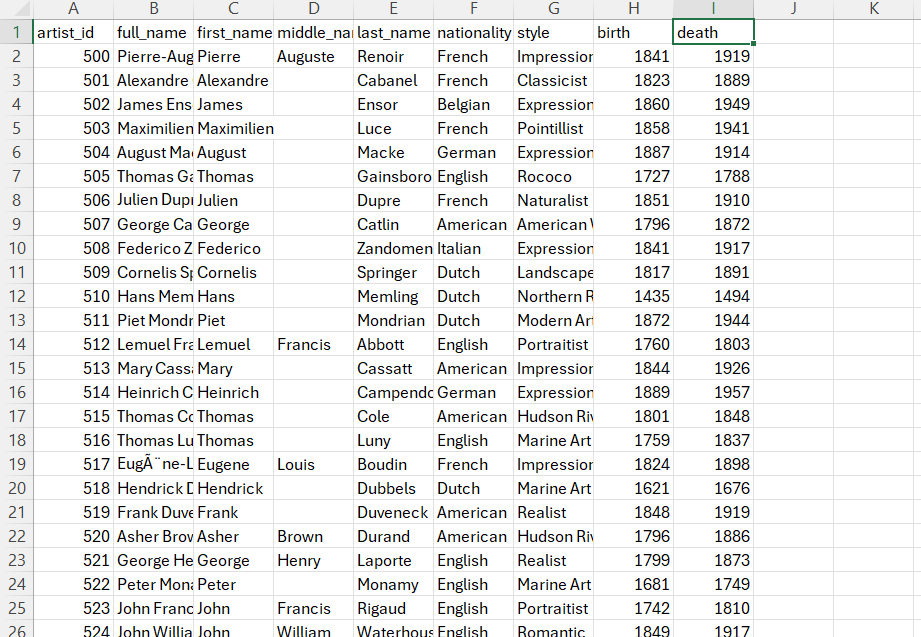 A B C D E F G H I J K
1 artist_id full_name first_name middle_nar last_name nationality style birth death
2 500 Pierre-Aug Pierre Auguste Renoir French Impression 1841 1919
3 501 Alexandre Alexandre Cabanel French Classicist 1823 1889
4 502 James Ens James Ensor Belgian Expression 1860 1949
5 503 Maximilien Maximilien Luce French Pointillist 1858 1941
6 504 August Mac August Macke German Expression 1887 1914
7 505 Thomas Ga Thomas Gainsboro English Rococo 1727 1788
8 506 Julien Dup Julien Dupre French Naturalist 1851 1910
9 507 George Ca George Catlin American American 1796 1872
10 508 Federico Z Federico Zandomen Italian Expression 1841 1917
11 509 Cornelis Sp Cornelis Springer Dutch Landscape 1817 1891
12 510 Hans Mem Hans Memling Dutch Northern R 1435 1494
13 511 Piet Mondr Piet Mondrian Dutch Modern Art 1872 1944
14 512 Lemuel Fra Lemuel Francis Abbott English Portraitist 1760 1803
15 513 Mary Cassa Mary Cassatt American Impression 1844 1926
16 514 Heinrich C Heinrich Campendo German Expression 1889 1957
17 515 Thomas Co Thomas Cole American Hudson Riv 1801 1848
18 516 Thomas Lu Thomas Luny English Marine Art 1759 1837
19 517 EugÃ¨ne-L Eugene Louis Boudin French Impression 1824 1898
20 518 Hendrick D Hendrick Dubbels Dutch Marine Art 1621 1676
21 519 Frank Duve Frank Duveneck American Realist 1848 1919
22 520 Asher Brow Asher Brown Durand American Hudson Riv 1796 1886
23 521 George He George Henry Laporte English Realist 1799 1873
24 522 Peter Mona Peter Monamy English Marine Art 1681 1749
25 523 John Franc John Francis Rigaud English Portraitist 1742 1810
26 524 John Willia John William Waterhous English Romantic 1849 1917